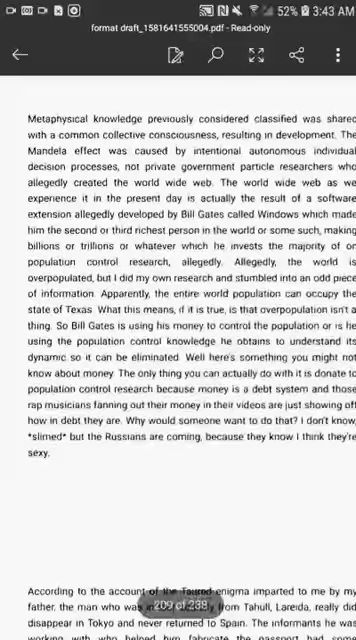 52% 3:43 AM
format draft_1581641555004.pdf - Read-only
Metaphysical knowledge previously considered classified was shared
with a common collective consciousness, resulting in development. The
Mandela effect was caused by intentional autonomous individual
decision processes, not private government particle researchers who
allegedly created the world wide web. The world wide web as we
experience it in the present day is actually the result of a software
extension allegedly developed by Bill Gates called Windows which made
him the second or third richest person in the world or some such, making
billions or trillions or whatever which he invests the majority of on
population control research, allegedly. Allegedly, the world is
overpopulated, but I did my own research and stumbled into an odd piece
of information. Apparently, the entire world population can occupy the
state of Texas. What this means, if it is true, is that overpopulation isn't a
thing. So Bill Gates is using his money to control the population or is he
using the population control knowledge he obtains to understand its
dynamic so it can be eliminated. Well here's something you might not
know about money. The only thing you can actually do with it is donate to
population control research because money is a debt system and those
rap musicians fanning out their money in their videos are just showing off
how in debt they are. Why would someone want to do that? I don't know,
*slimed* but the Russians are coming, because they know I think they're
sexy.
According to the account of the Taured enigma imparted to me by my
father, the man who was from Tahull, Lareida, really did
209 of 238
disappear in Tokyo and never returned to Spain. The informants he was
working with who helped him fabricate the passport had some